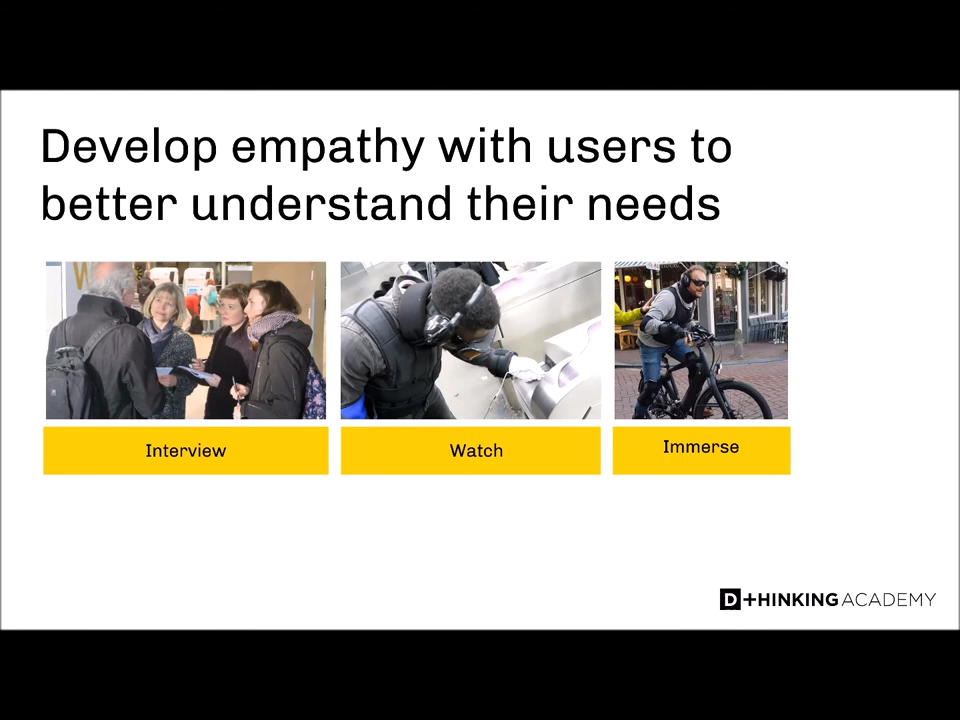 Develop empathy with users to
better understand their needs
W
Interview
Watch
Immerse
D+HINKING ACADEMY